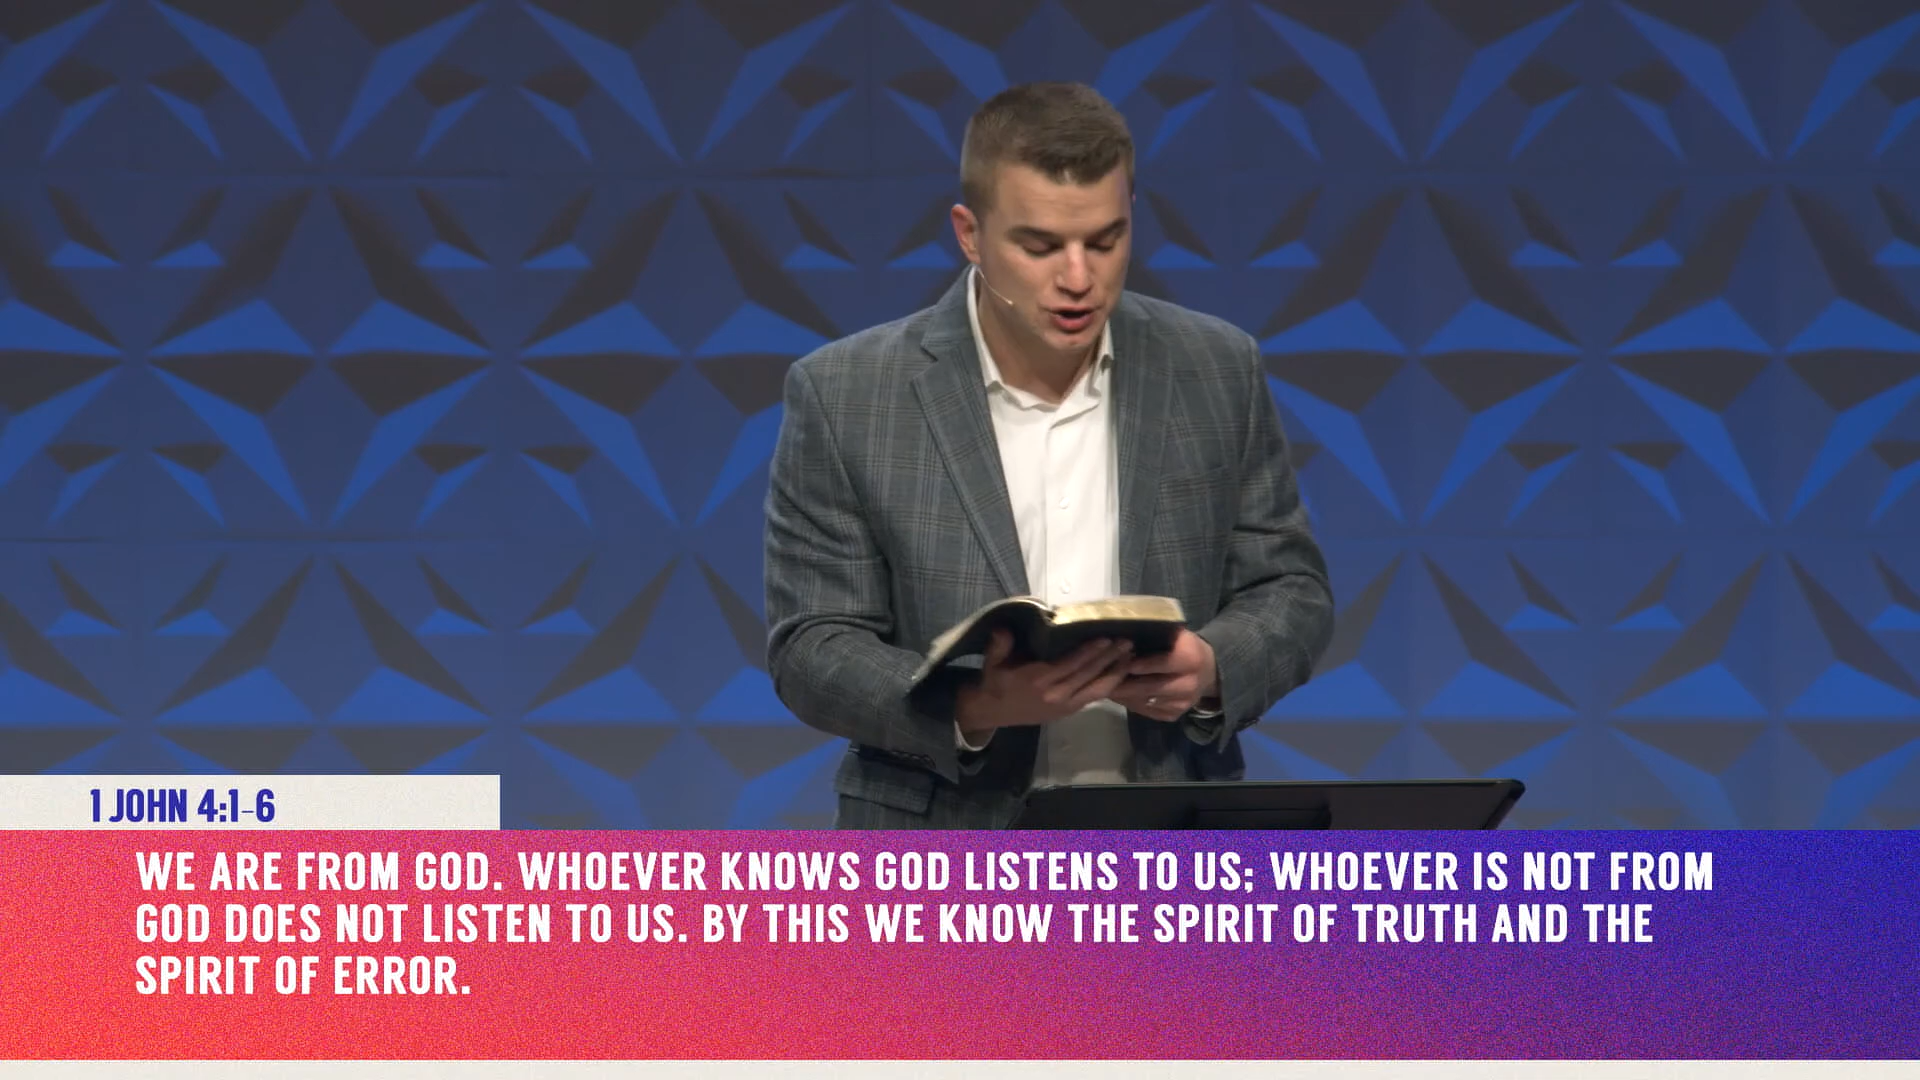 1 JOHN 4:1-6
WE ARE FROM GOD. WHOEVER KNOWS GOD LISTENS TO US; WHOEVER IS NOT FROM
GOD DOES NOT LISTEN TO US. BY THIS WE KNOW THE SPIRIT OF TRUTH AND THE
SPIRIT OF ERROR.